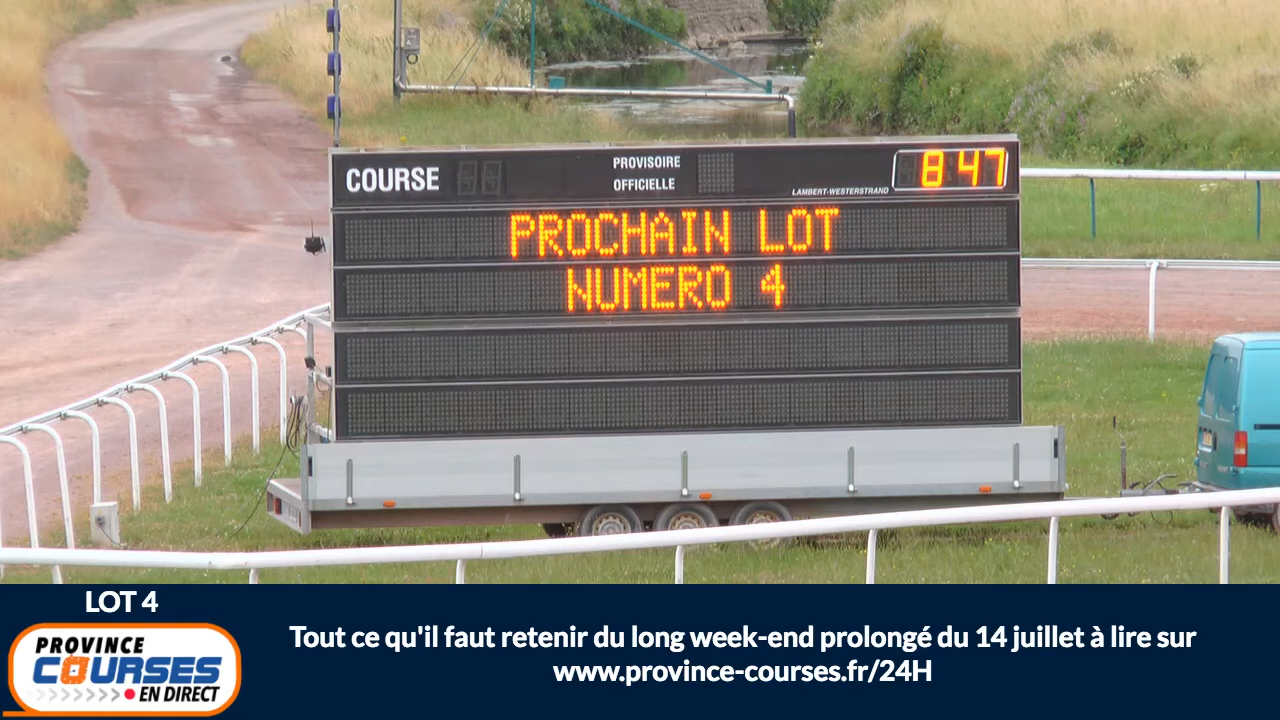 COURSE
PROVISOIRE
OFFICIELLE
LAMBERT-WESTERSTRAND
8 47
PROCHAIN LOT
NUMERO 4
LOT 4
PROVINCE
COURSES
EN DIRECT
Tout ce qu'il faut retenir du long week-end prolongé du 14 juillet à lire sur
www.province-courses.fr/24H